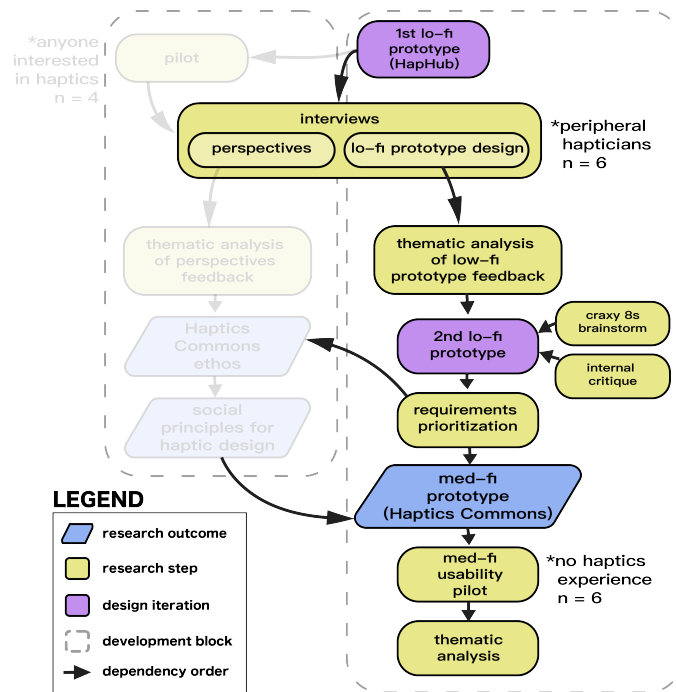 *anyone
interested
in haptics
n = 4
pilot
1st lo-fi
prototype
(HapHub)
interviews
perspectives
lo-fi prototype design
*peripheral
hapticians
n = 6
thematic analysis
of perspectives
feedback
thematic analysis
of low-fi
prototype feedback
Haptics
Commons
ethos
2nd lo-fi
prototype
craxy 8s
brainstorm
internal
critique
social
principles for
haptic design
requirements
prioritization
med-fi
prototype
(Haptics Commons)
med-fi
usability
pilot
*no haptics
experience
n = 6
thematic
analysis
LEGEND
research outcome
research step
design iteration
development block
dependency order